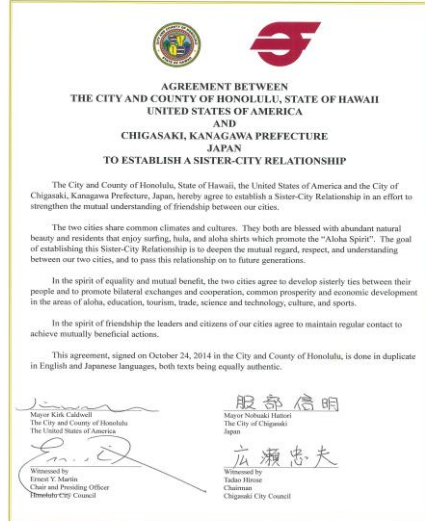 AGREEMENT BETWEEN
THE CITY AND COUNTY OF HONOLULU, STATE OF HAWAII
UNITED STATES OF AMERICA
AND
CHIGASAKI, KANAGAWA PREFECTURE
JAPAN
TO ESTABLISH A SISTER-CITY RELATIONSHIP
The City and County of Honolulu, State of Hawaii, the United States of America and the City of
Chigasaki, Kanagawa Prefecture, Japan, hereby agree to establish a Sister-City Relationship in an effort to
strengthen the mutual understanding of friendship between our cities.
The two cities share common climates and cultures. They both are blessed with abundant natural
beauty and residents that enjoy surfing, hula, and aloha shirts which promote the “Aloha Spirit”. The goal
of establishing this Sister-City Relationship is to deepen the mutual regard, respect, and understanding
between our two cities, and to pass this relationship on to future generations.
In the spirit of equality and mutual benefit, the two cities agree to develop sisterly ties between their
people and to promote bilateral exchanges and cooperation, common prosperity and economic development
in the areas of aloha, education, tourism, trade, science and technology, culture, and sports.
In the spirit of friendship the leaders and citizens of our cities agree to maintain regular contact to
achieve mutually beneficial actions.
This agreement, signed on October 24, 2014 in the City and County of Honolulu, is done in duplicate
in English and Japanese languages, both texts being equally authentic.
Mayor Kirk Caldwell
The City and County of Honolulu
The United States of America
服部信明
Mayor Nobuaki Hattori
The City of Chigasaki
Japan
Witnessed by
Ernest Y. Martin
Chair and Presiding Officer
Honolulu City Council
広瀬忠夫
Witnessed by
Tadao Hirose
Chairman
Chigasaki City Council